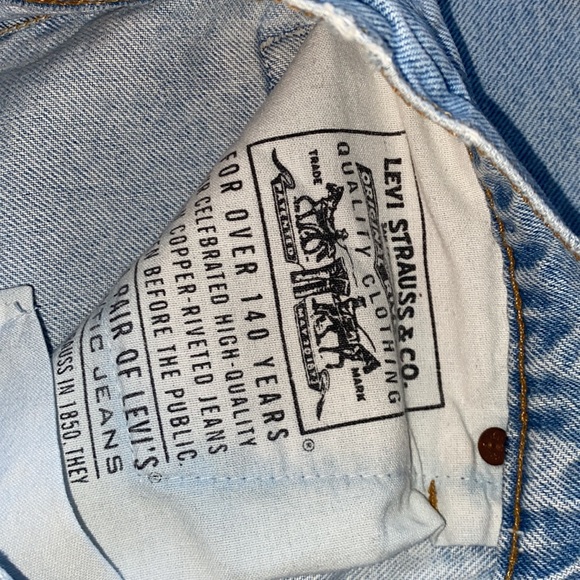 LEVI STRAUSS & CO.
QUALITY CLOTHING
TRADE MARK
®
FOR OVER 140 YEARS
CELEBRATED HIGH-QUALITY
COPPER-RIVETED JEANS
BEFORE THE PUBLIC.
PAIR OF LEVI'S®
JEANS
IN 1850. THEY